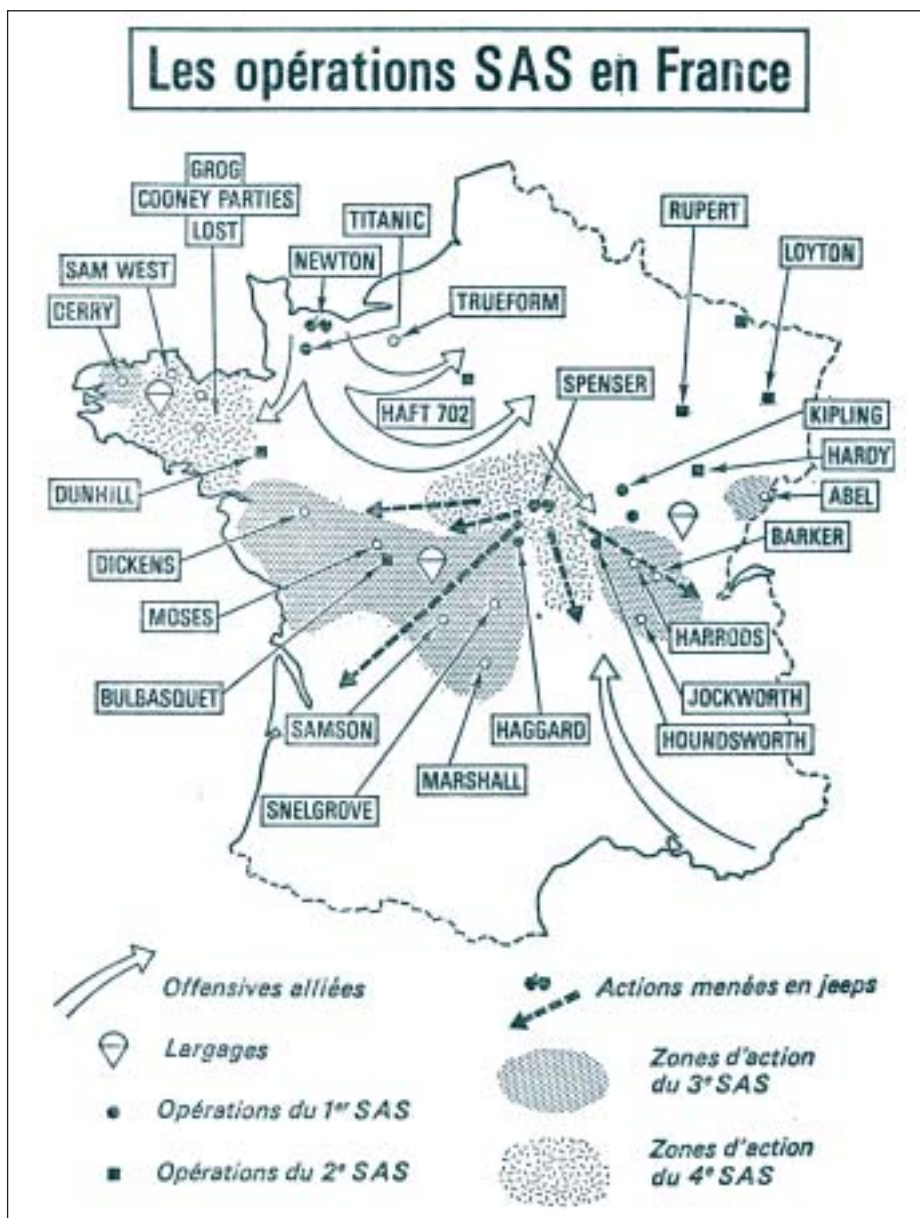 Les opérations SAS en France
GROG
COONEY PARTIES
LOST
TITANIC
RUPERT
LOYTON
NEWTON
SAM WEST
TRUEFORM
DERRY
SPENSER
HAFT 702
KIPLING
HARDY
DUNHILL
ABEL
BARKER
DICKENS
MOSES
HARRODS
BULBASQUET
JOCKWORTH
SAMSON
HAGGARD
HOUNDSWORTH
MARSHALL
SNELGROVE
Offensives alliées
Largages
Opérations du 1er SAS
Opérations du 2e SAS
Actions menées en jeeps
Zones d'action
du 3e SAS
Zones d'action
du 4e SAS